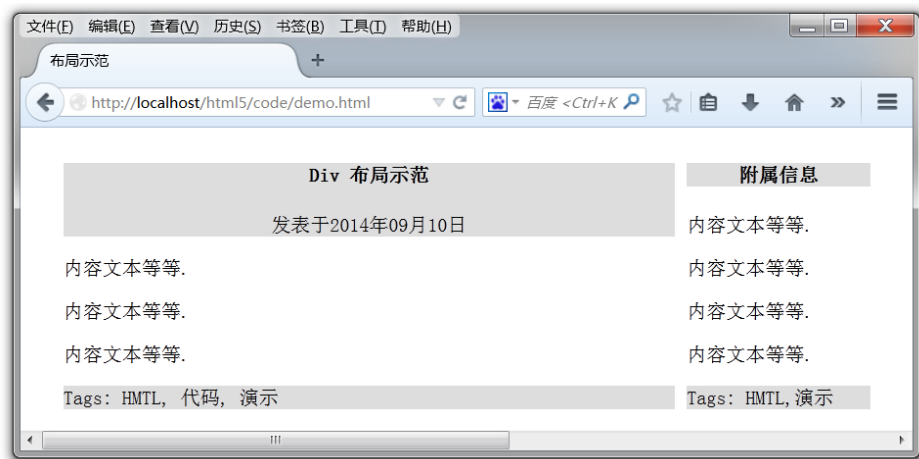 文件(F) 编辑(E) 查看(V) 历史(S) 书签(B) 工具(T) 帮助(H)
布局示范
http://localhost/html5/code/demo.html 百度 <Ctrl+K
Div 布局示范
发表于2014年09月10日
内容文本等等.
内容文本等等.
内容文本等等.
Tags: HMTL, 代码, 演示
附属信息
内容文本等等.
内容文本等等.
内容文本等等.
内容文本等等.
Tags: HMTL,演示